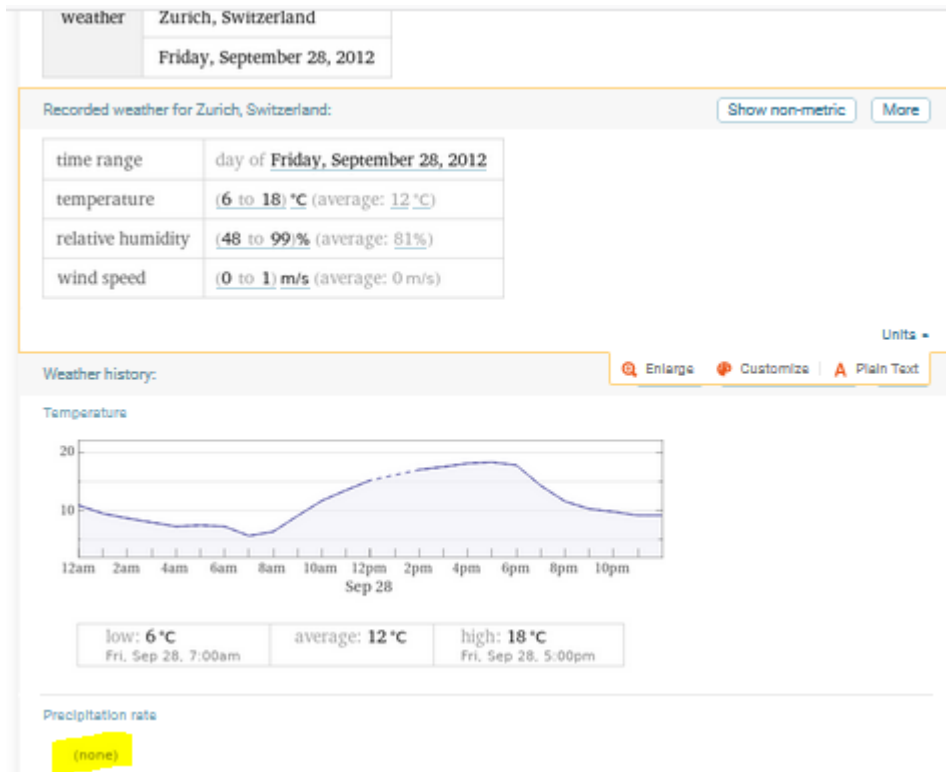 weather Zurich, Switzerland
Friday, September 28, 2012
Recorded weather for Zurich, Switzerland: Show non-metric More
time range day of Friday, September 28, 2012
temperature (6 to 18) °C (average: 12 °C)
relative humidity (48 to 99)% (average: 81%)
wind speed (0 to 1) m/s (average: 0 m/s)
Units
Weather history: Enlarge Customize A Plain Text
Temperature
20
10
12am 2am 4am 6am 8am 10am 12pm 2pm 4pm 6pm 8pm 10pm
Sep 28
low: 6 °C average: 12 °C high: 18 °C
Fri, Sep 28, 7:00am Fri, Sep 28, 5:00pm
Precipitation rate
(none)